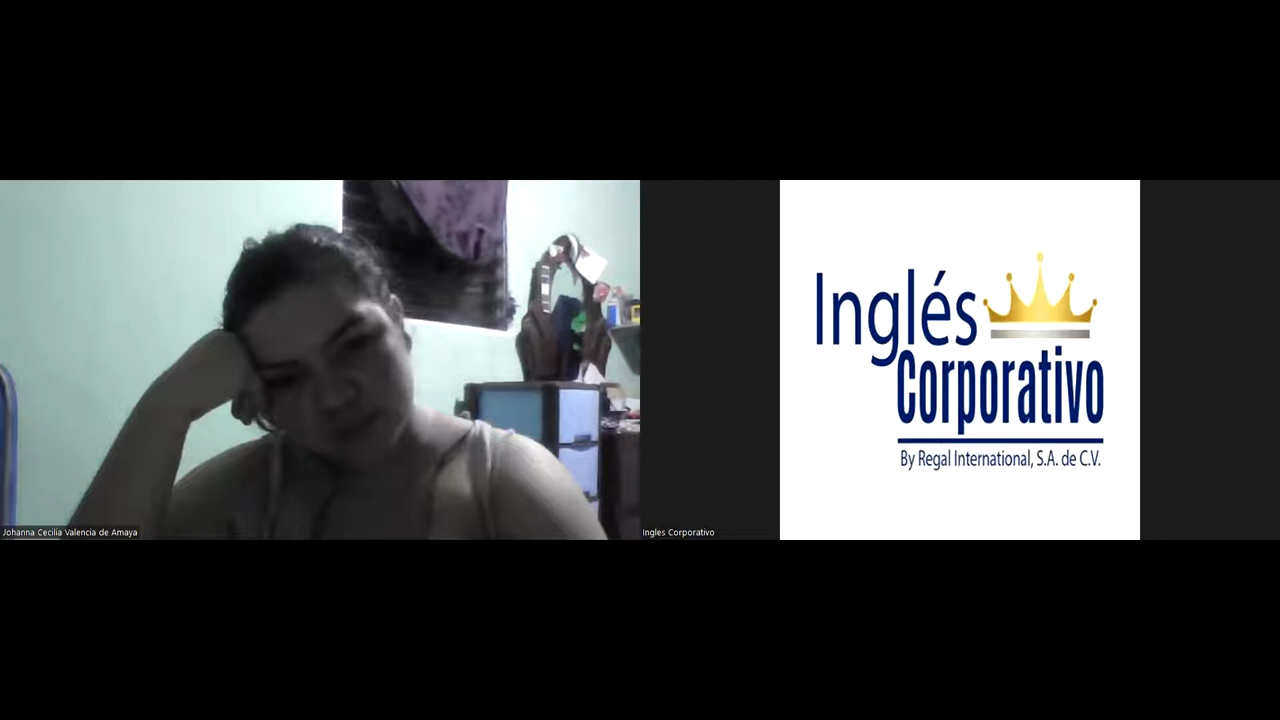 Inglés
Corporativo
By Regal International, S.A. de C.V.
Johanna Cecilia Valencia de Amaya
Ingles Corporativo